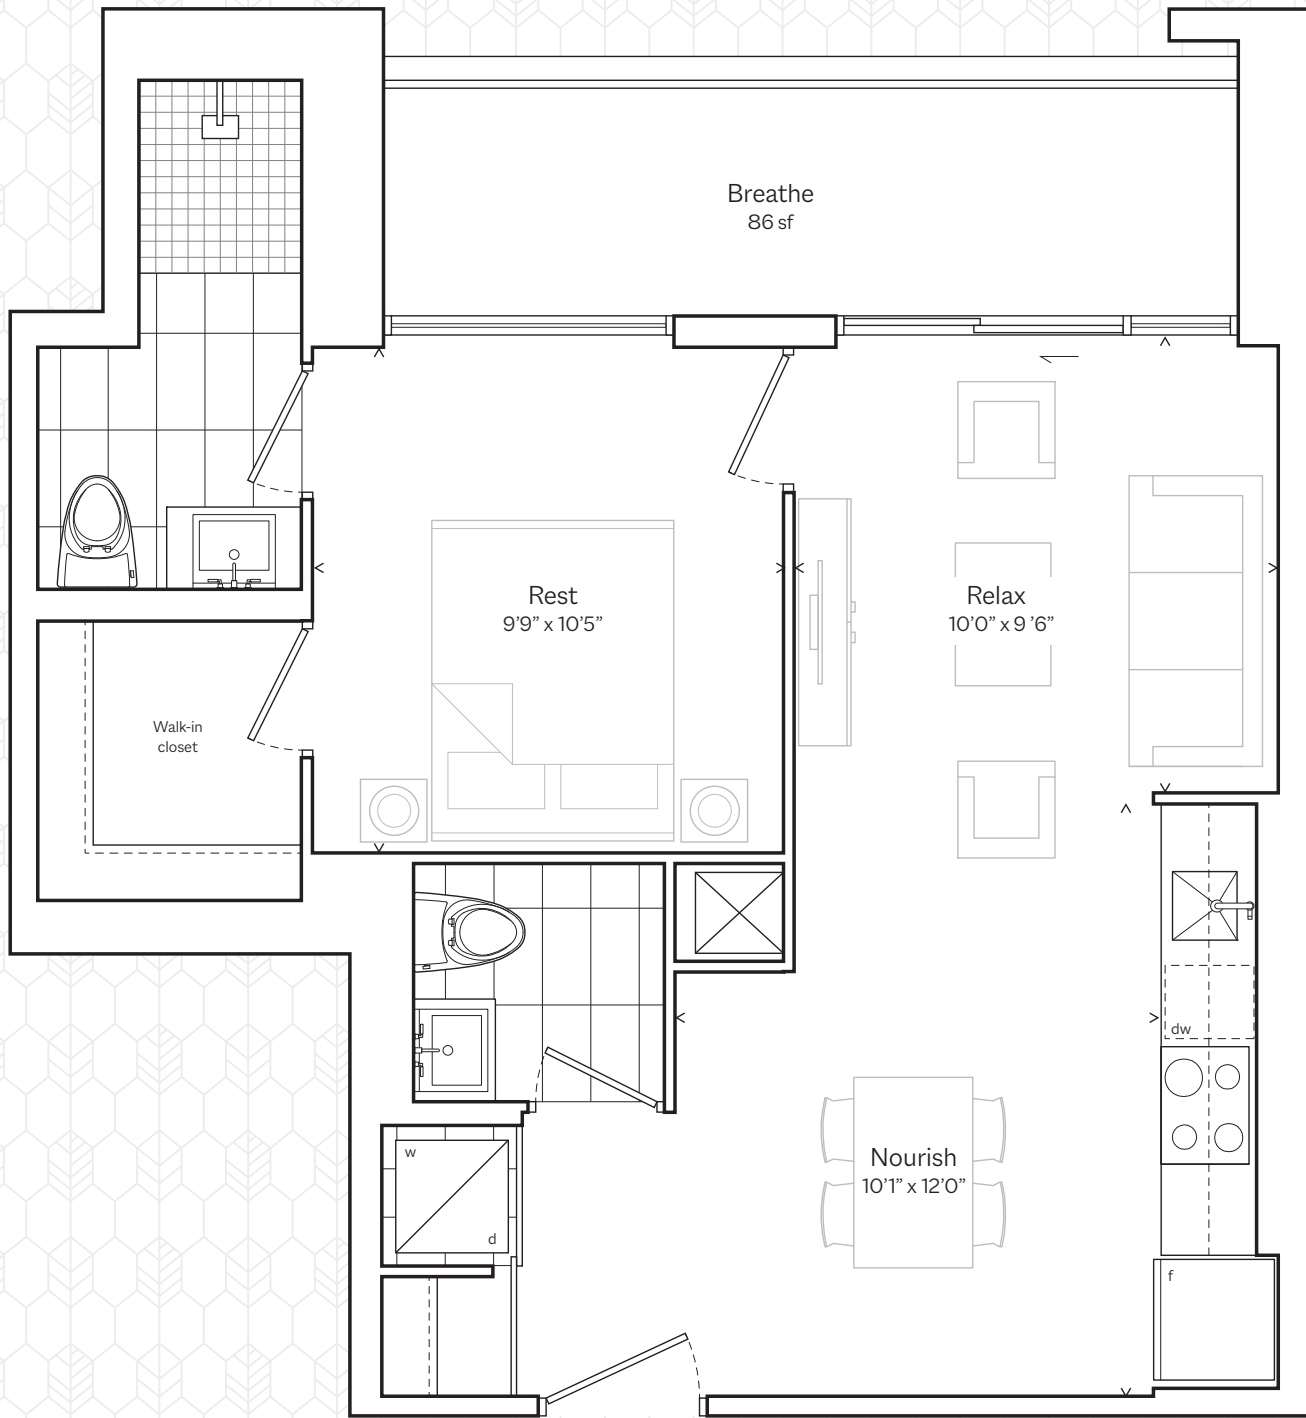 Breathe
86 sf
Rest
9’9” x 10’5”
Relax
10’0” x 9 ’6”
Walk-in
closet
dw
Nourish
10’1” x 12’0”
w
d
f